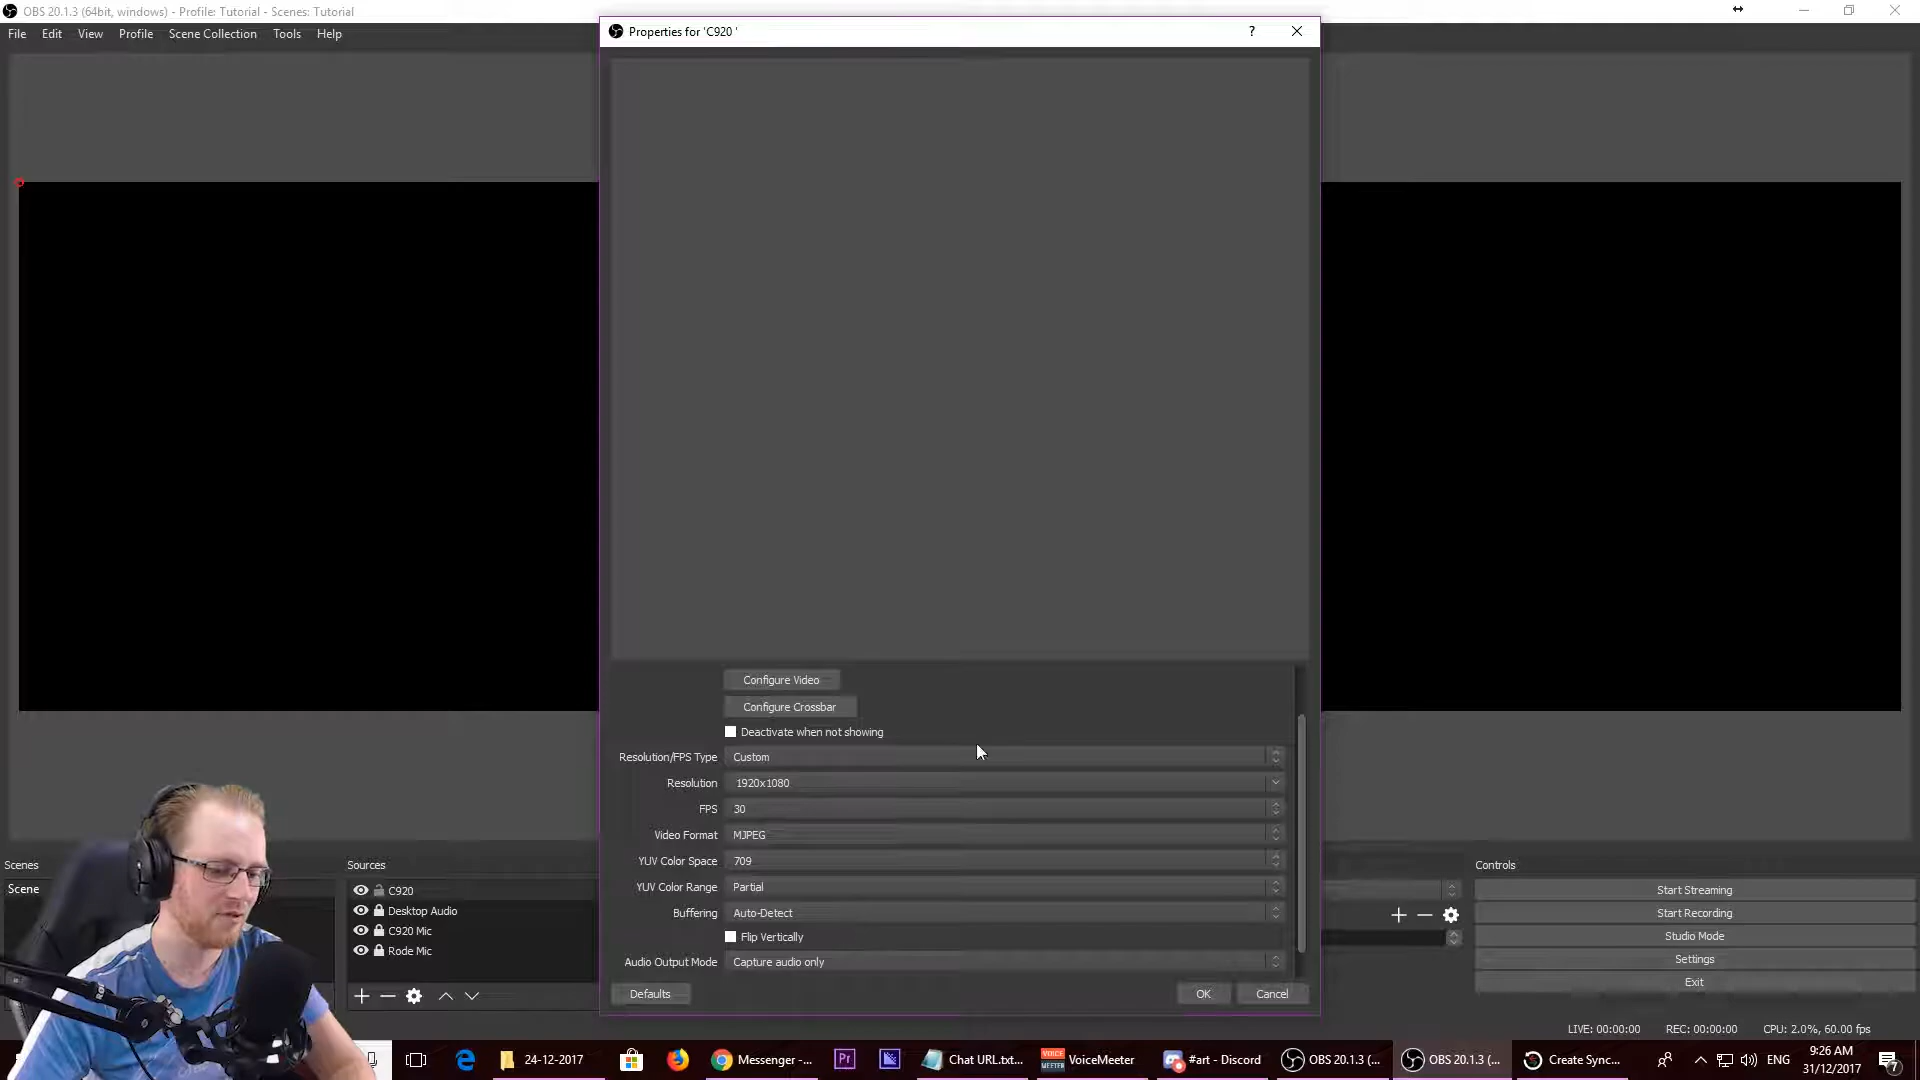 OBS 20.1.3 (64bit, windows) - Profile: Tutorial - Scenes: Tutorial
File Edit View Profile Scene Collection Tools Help
Properties for 'C920 '
?
Configure Video
Configure Crossbar
Deactivate when not showing
Resolution/FPS Type Custom
Resolution 1920x1080
FPS 30
Video Format MJPEG
YUV Color Space 709
YUV Color Range Partial
Buffering Auto-Detect
Flip Vertically
Audio Output Mode Capture audio only
Defaults OK Cancel
Scenes
Scene
Sources
C920
Desktop Audio
C920 Mic
Rode Mic
Controls
Start Streaming
Start Recording
Studio Mode
Settings
Exit
LIVE: 00:00:00 REC: 00:00:00 CPU: 2.0%, 60.00 fps
24-12-2017 Messenger -... Pr Chat URL.txt... VOICE MEETER VoiceMeeter #art - Discord OBS 20.1.3 (... OBS 20.1.3 (... Create Sync... ENG
9:26 AM
31/12/2017
7
RODE